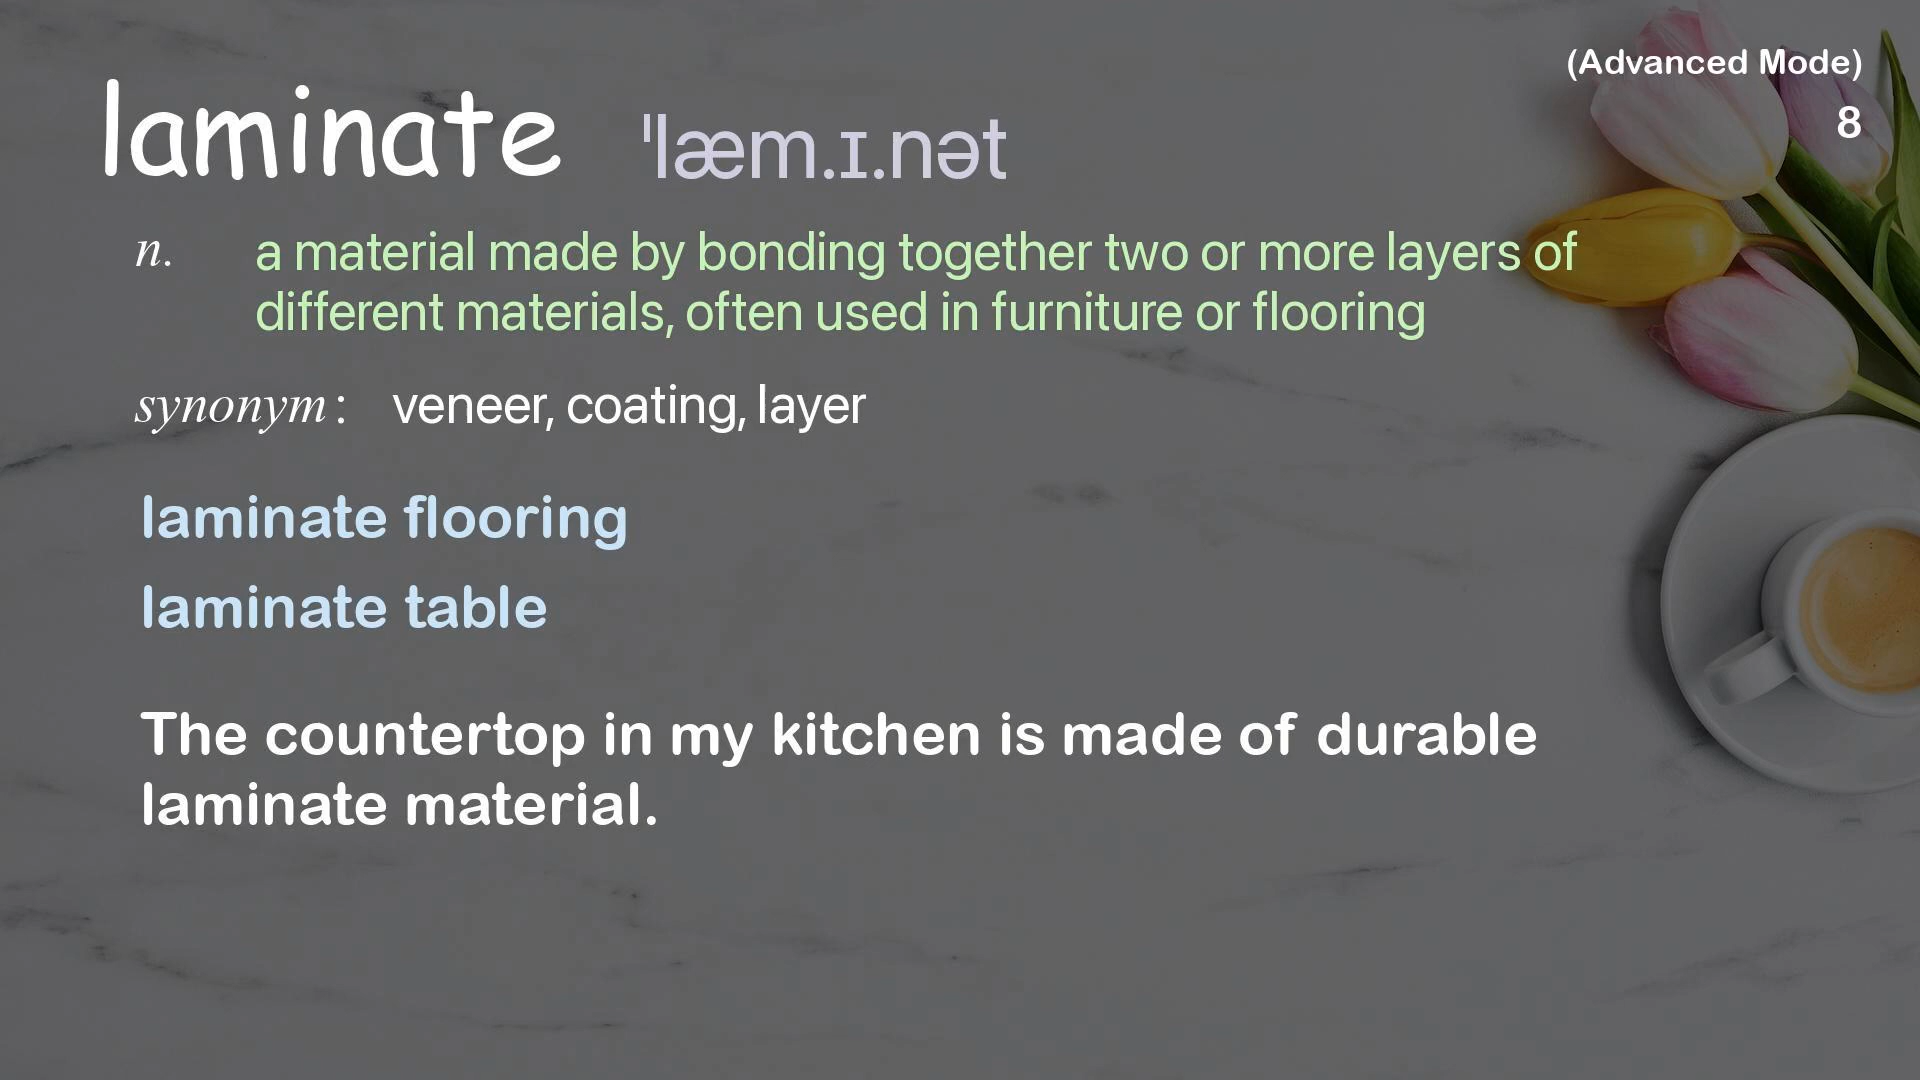 (Advanced Mode)
8
laminate ˈlæm.ɪ.nət
n. a material made by bonding together two or more layers of
different materials, often used in furniture or flooring
synonym : veneer, coating, layer
laminate flooring
laminate table
The countertop in my kitchen is made of durable
laminate material.